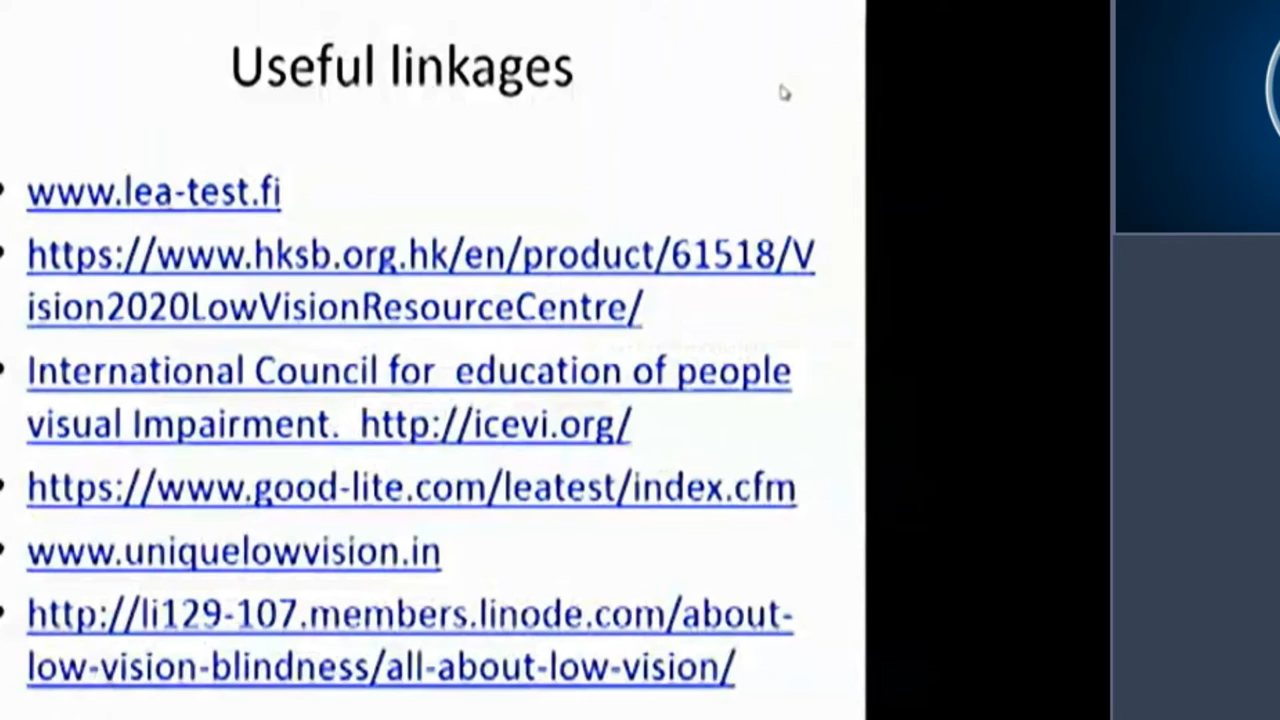 Useful linkages
www.lea-test.fi
https://www.hksb.org.hk/en/product/61518/V
ision2020LowVisionResourceCentre/
International Council for  education of people
visual Impairment.  http://icevi.org/
https://www.good-lite.com/leatest/index.cfm
www.uniquelowvision.in
http://li129-107.members.linode.com/about-
low-vision-blindness/all-about-low-vision/